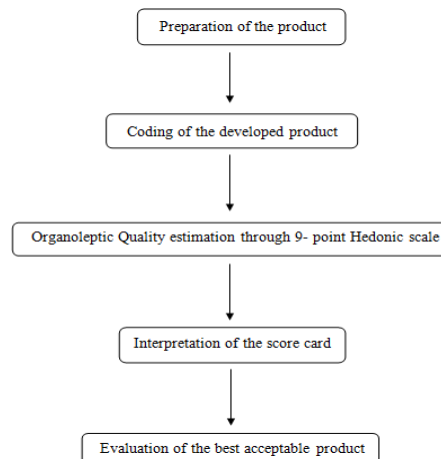 Preparation of the product
Coding of the developed product
Organoleptic Quality estimation through 9- point Hedonic scale
Interpretation of the score card
Evaluation of the best acceptable product